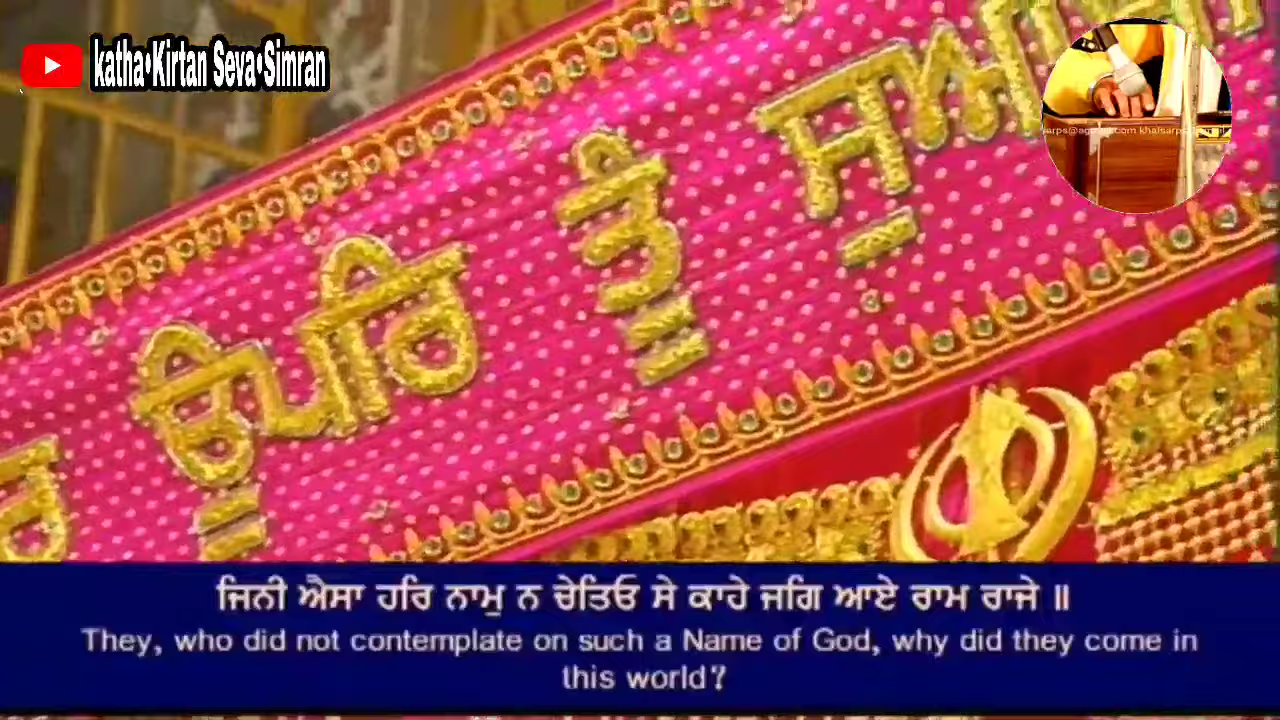 katha•Kirtan Seva•Simran
ਊਪਰਿ ਤੂੰ
ਜਿਨੀ ਐਸਾ ਹਰਿ ਨਾਮੁ ਨ ਚੇਤਿਓ ਸੇ ਕਾਹੇ ਜਗਿ ਆਏ ਰਾਮ ਰਾਜੇ ॥
They, who did not contemplate on such a Name of God, why did they come in
this world?